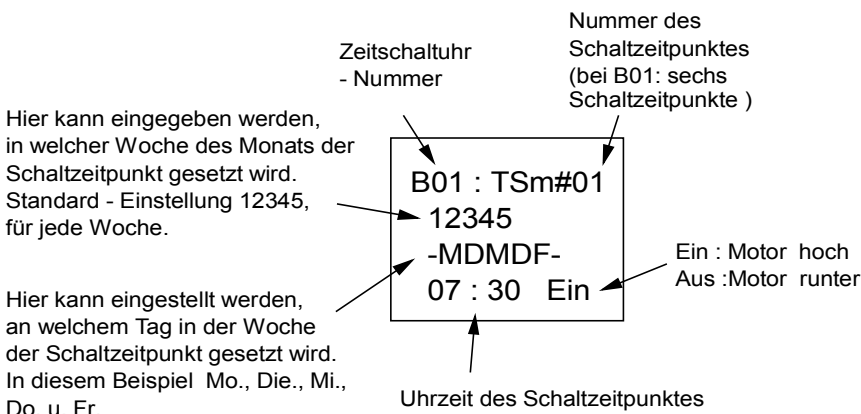 Nummer des
Schaltzeitpunktes
(bei B01: sechs
Schaltzeitpunkte )
Zeitschaltuhr
- Nummer
Hier kann eingegeben werden,
in welcher Woche des Monats der
Schaltzeitpunkt gesetzt wird.
Standard - Einstellung 12345,
für jede Woche.
B01 : TSm#01
12345
-MDMDF-
07 : 30 Ein
Ein : Motor hoch
Aus :Motor runter
Hier kann eingestellt werden,
an welchem Tag in der Woche
der Schaltzeitpunkt gesetzt wird.
In diesem Beispiel Mo., Die., Mi.,
Do. u. Fr.
Uhrzeit des Schaltzeitpunktes